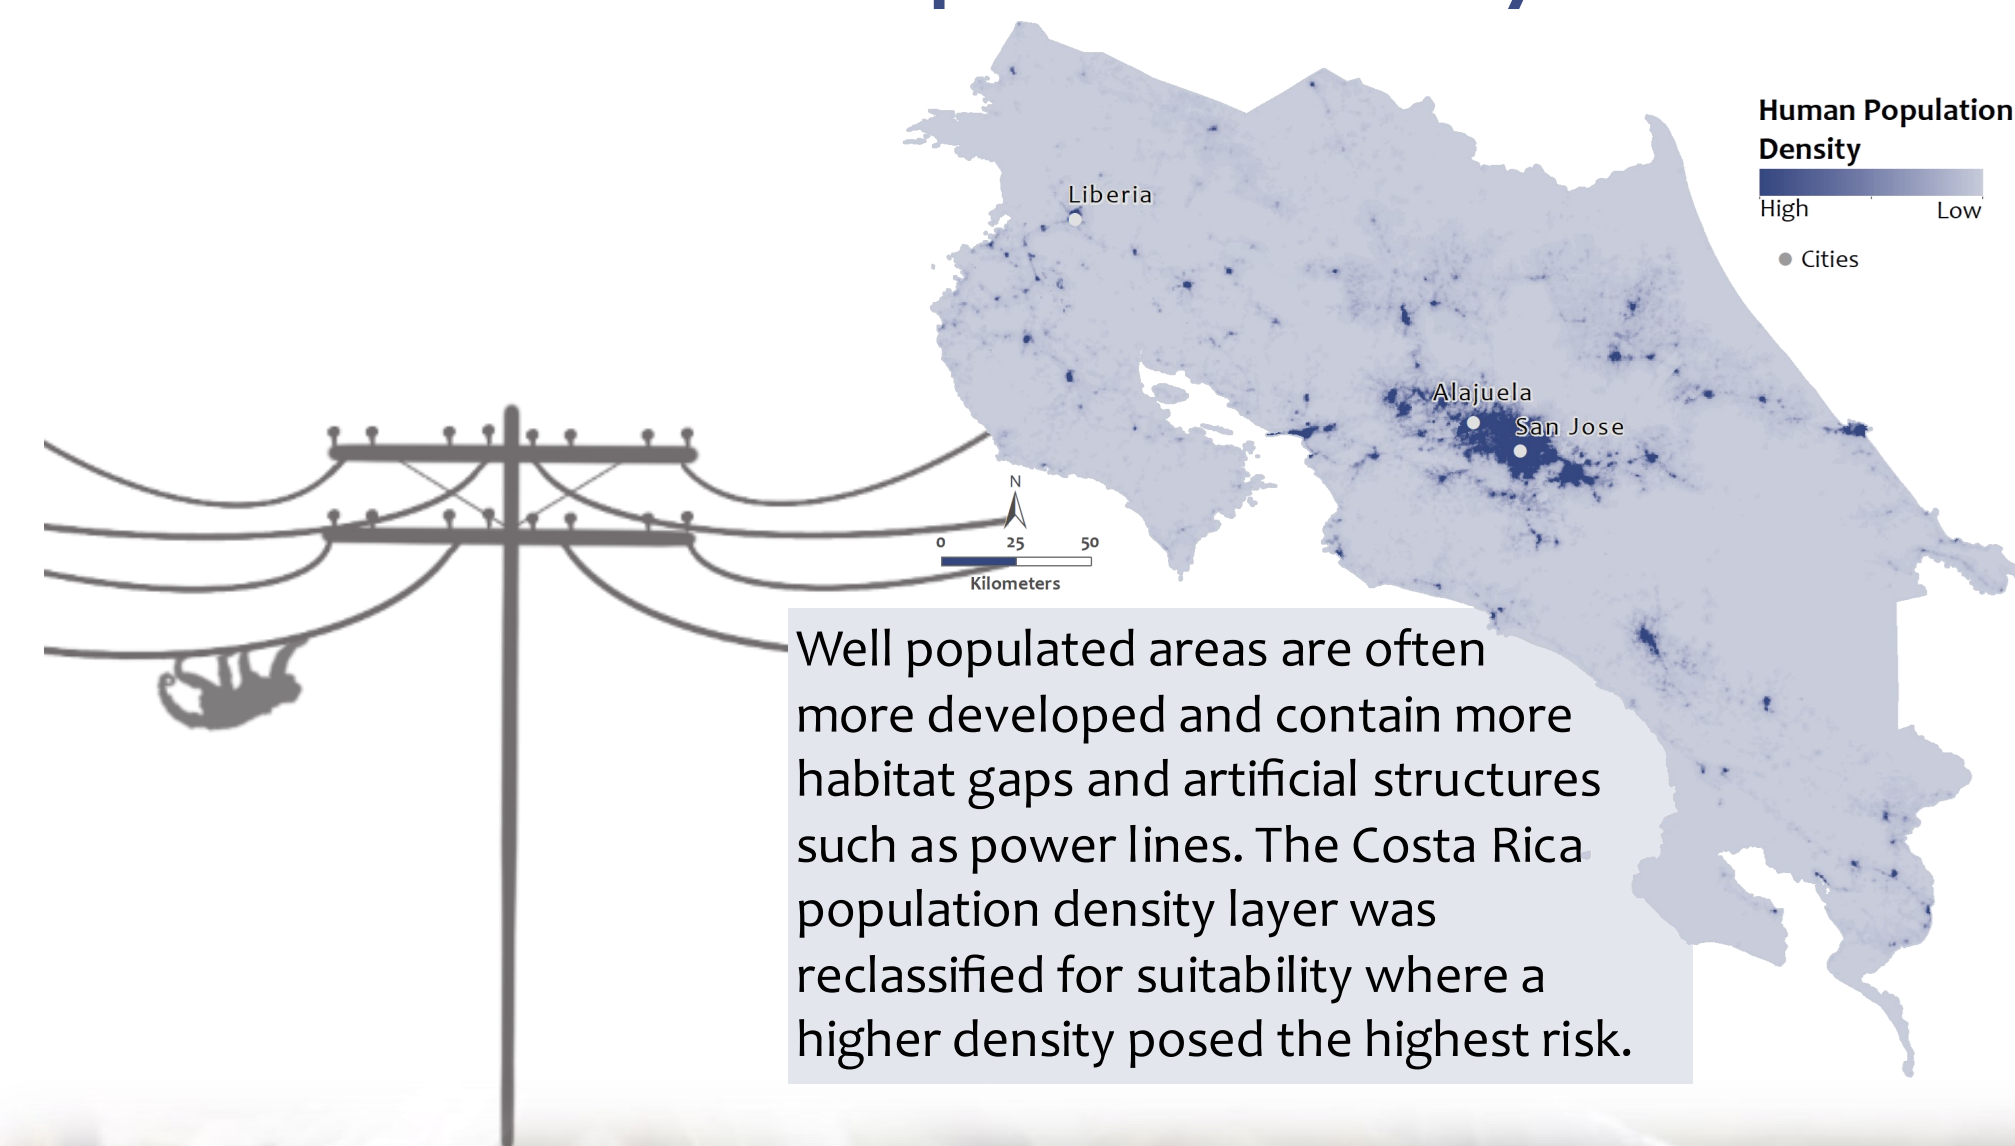 Human Population
Density
High
Low
Cities
Liberia
Alajuela
San Jose
N
0 25 50
Kilometers
Well populated areas are often
more developed and contain more
habitat gaps and artificial structures
such as power lines. The Costa Rica
population density layer was
reclassified for suitability where a
higher density posed the highest risk.